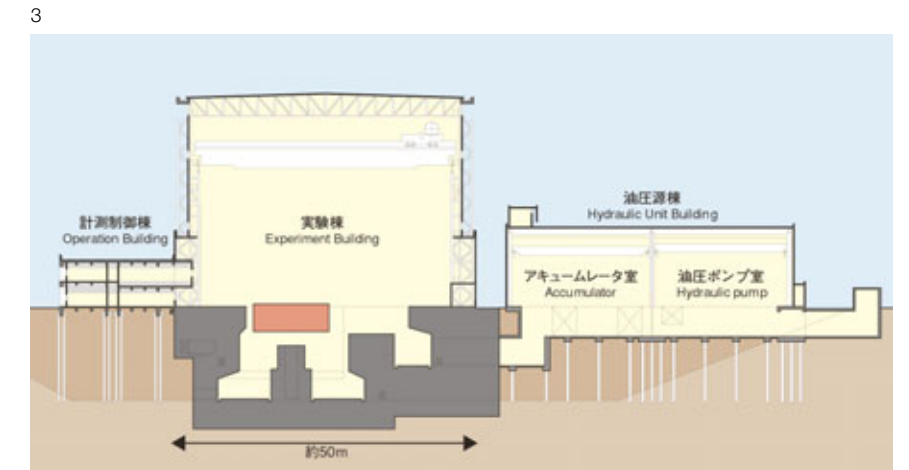 3
油圧源棟
Hydraulic Unit Building
計測制御棟
Operation Building
実験棟
Experiment Building
アキュームレータ室
Accumulator
油圧ポンプ室
Hydraulic pump
約50m